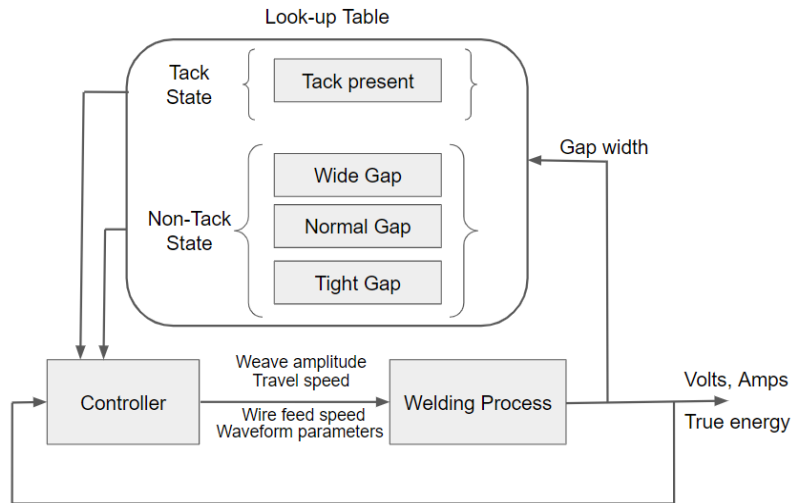 Look-up Table
Tack
State
Tack present
Gap width
Wide Gap
Non-Tack
State
Normal Gap
Tight Gap
Weave amplitude
Travel speed
Controller
Wire feed speed
Waveform parameters
Welding Process
Volts, Amps
True energy